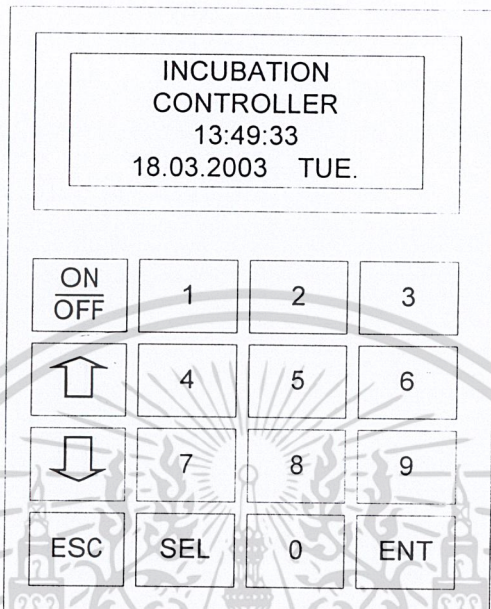 INCUBATION
CONTROLLER
13:49:33
18.03.2003 TUE.
ON
OFF
1 2 3
4 5 6
7 8 9
ESC SEL 0 ENT